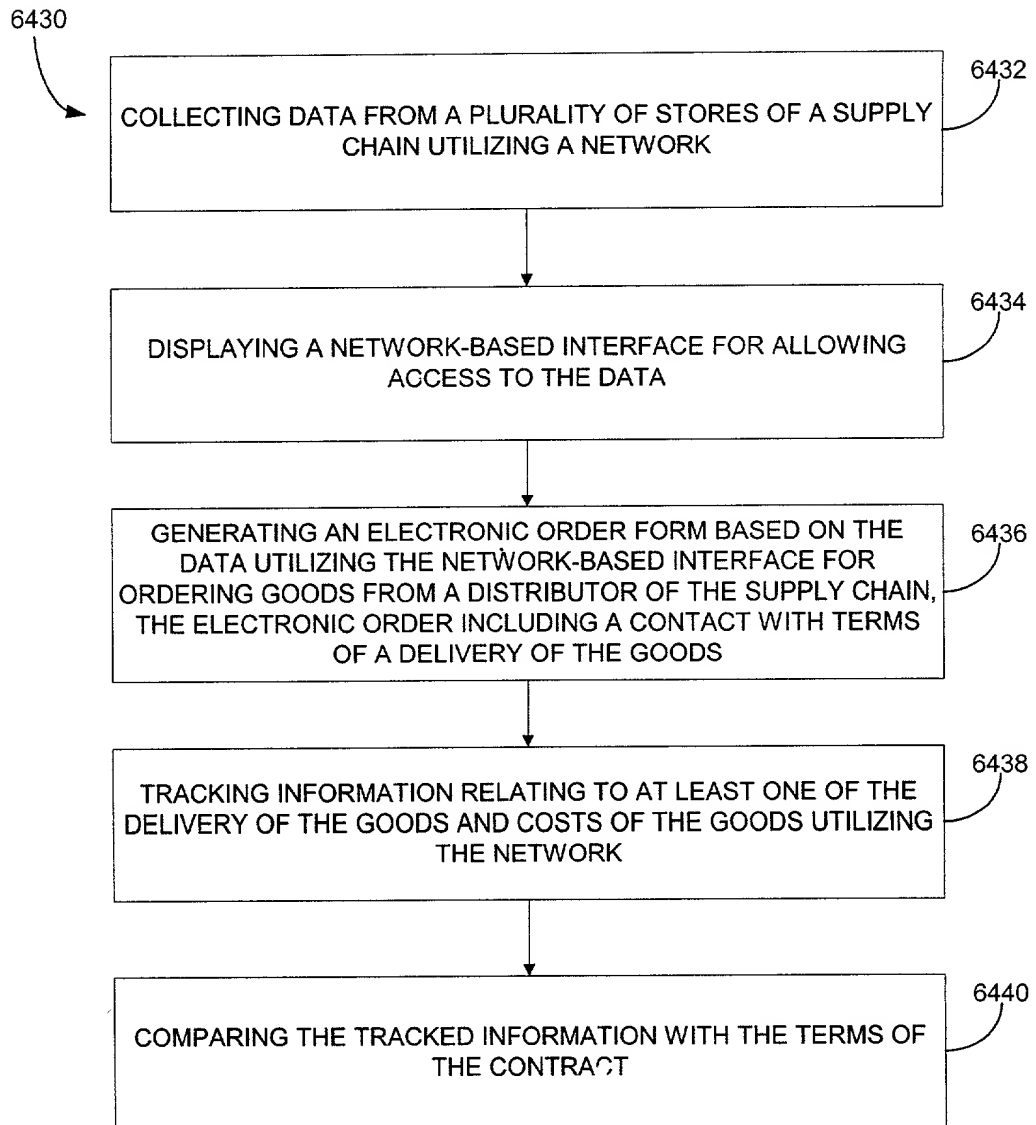 6430
6432
COLLECTING DATA FROM A PLURALITY OF STORES OF A SUPPLY
CHAIN UTILIZING A NETWORK
6434
DISPLAYING A NETWORK-BASED INTERFACE FOR ALLOWING
ACCESS TO THE DATA
6436
GENERATING AN ELECTRONIC ORDER FORM BASED ON THE
DATA UTILIZING THE NETWORK-BASED INTERFACE FOR
ORDERING GOODS FROM A DISTRIBUTOR OF THE SUPPLY CHAIN,
THE ELECTRONIC ORDER INCLUDING A CONTACT WITH TERMS
OF A DELIVERY OF THE GOODS
6438
TRACKING INFORMATION RELATING TO AT LEAST ONE OF THE
DELIVERY OF THE GOODS AND COSTS OF THE GOODS UTILIZING
THE NETWORK
6440
COMPARING THE TRACKED INFORMATION WITH THE TERMS OF
THE CONTRACT